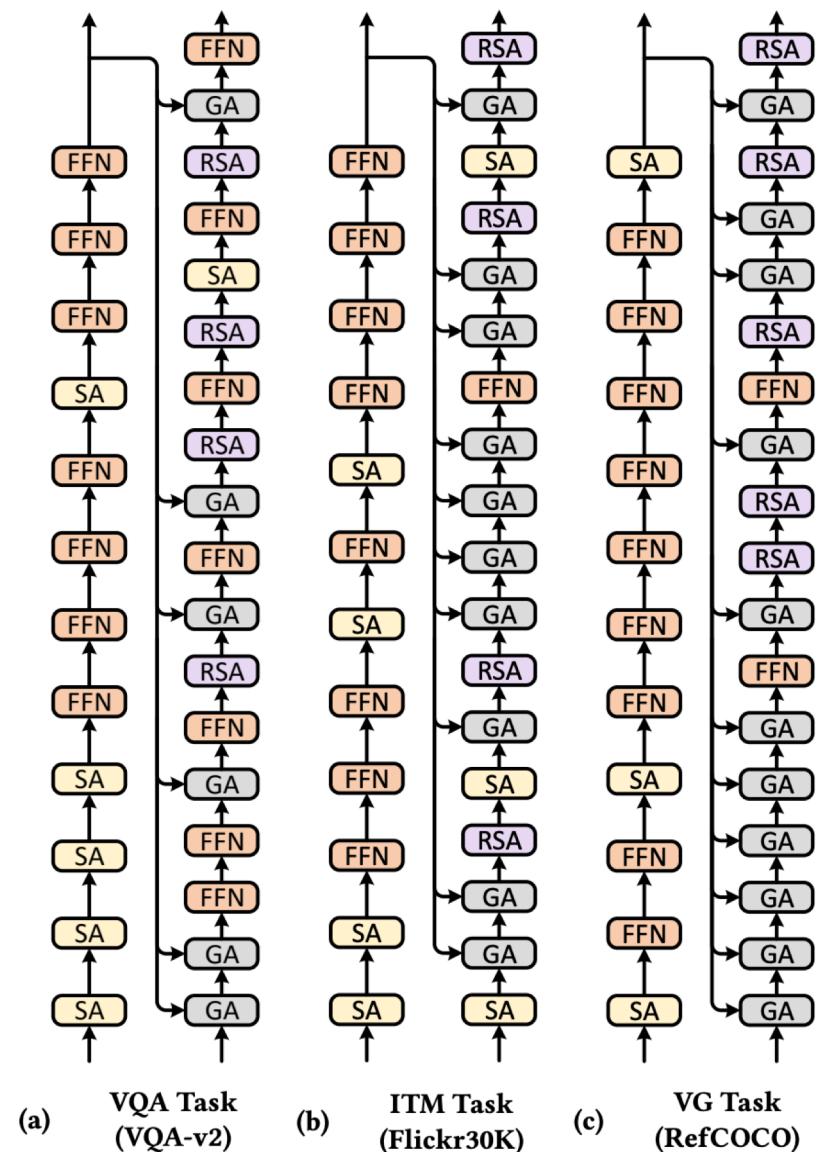 FFN
GA
FFN
RSA
FFN
FFN
FFN
SA
RSA
SA
FFN
RSA
FFN
GA
FFN
FFN
FFN
GA
RSA
FFN
FFN
SA
GA
SA
FFN
FFN
SA
GA
SA
GA
RSA
GA
FFN
SA
FFN
RSA
GA
FFN
GA
FFN
FFN
GA
SA
GA
FFN
GA
SA
GA
RSA
FFN
GA
FFN
SA
FFN
RSA
GA
SA
GA
SA
SA
RSA
GA
SA
RSA
FFN
GA
GA
FFN
RSA
FFN
FFN
GA
FFN
RSA
FFN
RSA
FFN
GA
FFN
FFN
GA
SA
GA
FFN
GA
GA
FFN
GA
SA
GA
(a)
VQA Task
(VQA-v2)
(b)
ITM Task
(Flickr30K)
(c)
VG Task
(RefCOCO)